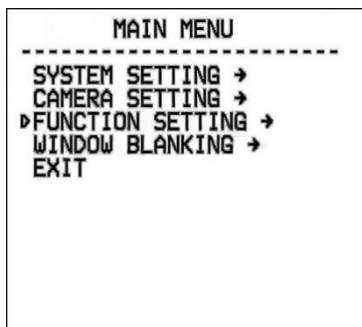 MAIN MENU
SYSTEM SETTING →
CAMERA SETTING →
FUNCTION SETTING →
WINDOW BLANKING →
EXIT